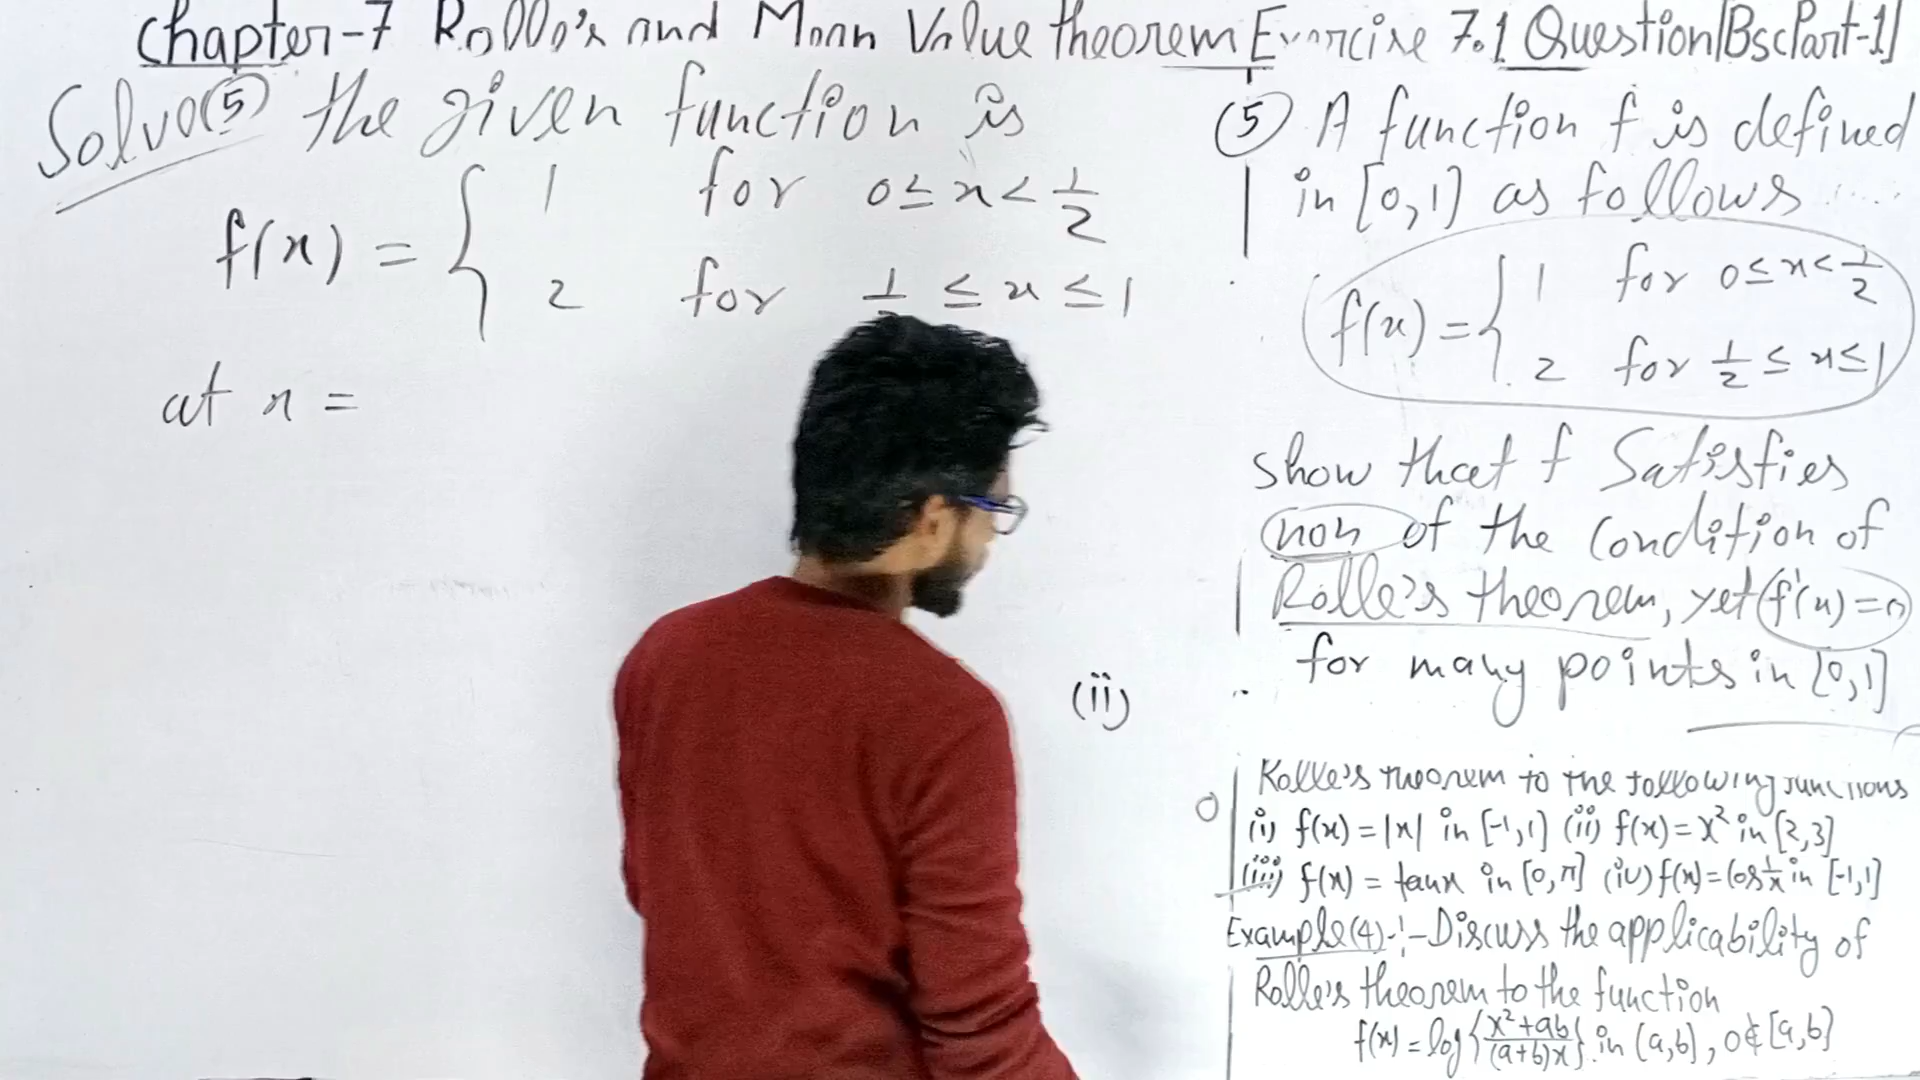 Chapter-7 Rolle's and Mean Value theorem Exercise 7.1 Question/Bsc Part-1
Solve(5) the given function is
f(x) = { 1 for 0 ≤ x < 1/2
2 for 1/2 ≤ x ≤ 1
at x =
(5) A function f is defined
in [0,1] as follows
f(x) = { 1 for 0 ≤ x < 1/2
2 for 1/2 ≤ x ≤ 1
show that f Satisfies
non of the condition of
Rolle's theorem, yet f'(x) = 0
for many points in [0,1]
(ii)
Rolle's theorem to the following functions
(i) f(x) = |x| in [-1,1] (ii) f(x) = x² in [2,3]
(iii) f(x) = tanx in [0,π] (iv) f(x) = cos 1/x in [-1,1]
Example(4)-:- Discuss the applicability of
Rolle's theorem to the function
f(x) = log{(x²+ab)/((a+b)x)} in [a,b], 0 ∉ [a,b]